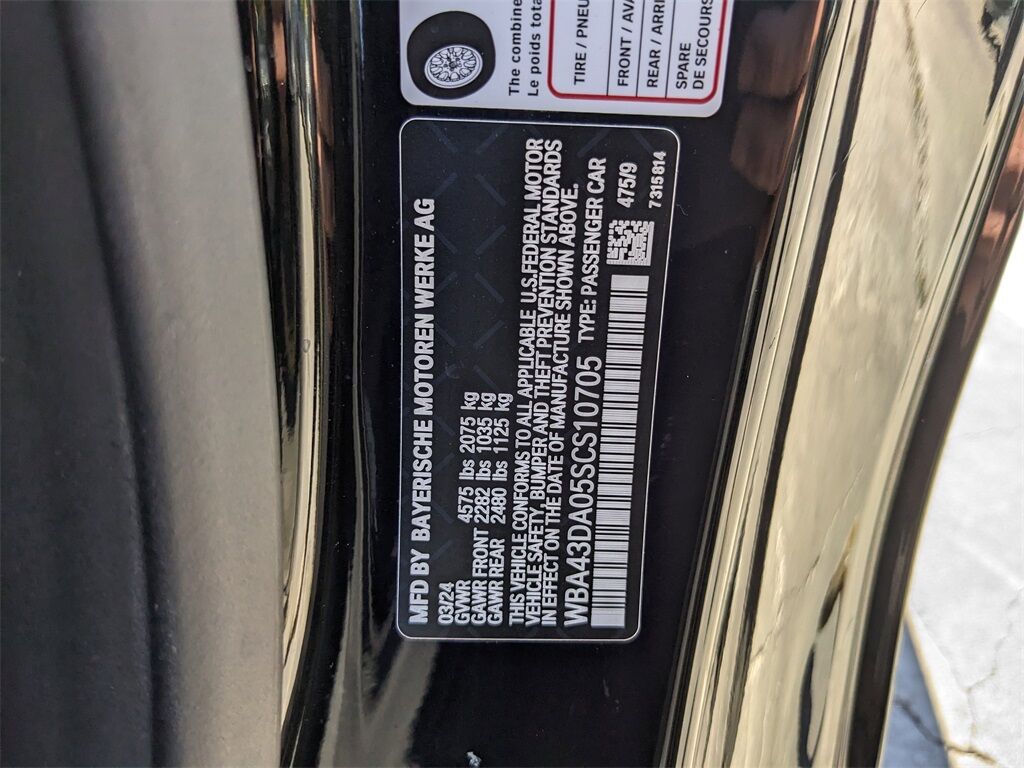 The combine
Le poids tota
TIRE / PNEU
FRONT / AVA
REAR / ARRI
SPARE
DE SECOURS
MFD BY BAYERISCHE MOTOREN WERKE AG
03/24
GVWR 4575 lbs 2075 kg
GAWR FRONT 2282 lbs 1035 kg
GAWR REAR 2480 lbs 1125 kg
THIS VEHICLE CONFORMS TO ALL APPLICABLE U.S.FEDERAL MOTOR
VEHICLE SAFETY, BUMPER AND THEFT PREVENTION STANDARDS
IN EFFECT ON THE DATE OF MANUFACTURE SHOWN ABOVE.
WBA43DA05SCS10705 TYPE: PASSENGER CAR
475/9
7316814